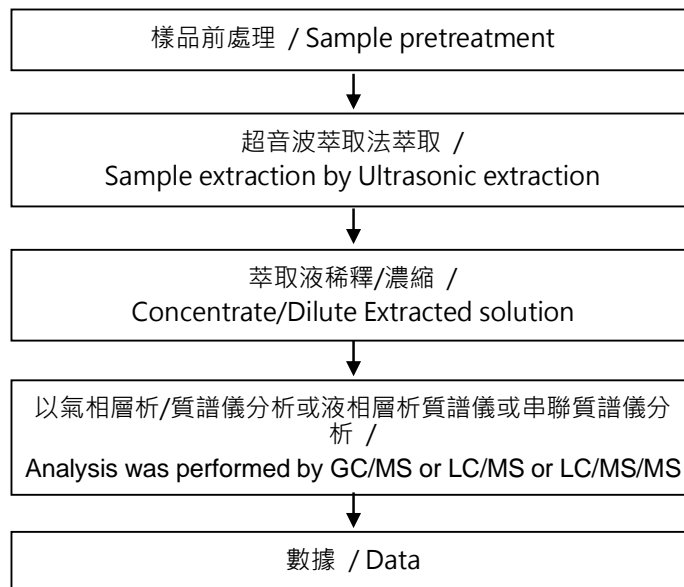 樣品前處理 / Sample pretreatment
超音波萃取法萃取 /
Sample extraction by Ultrasonic extraction
萃取液稀釋/濃縮 /
Concentrate/Dilute Extracted solution
以氣相層析/質譜儀分析或液相層析質譜儀或串聯質譜儀分
析 /
Analysis was performed by GC/MS or LC/MS or LC/MS/MS
數據 / Data